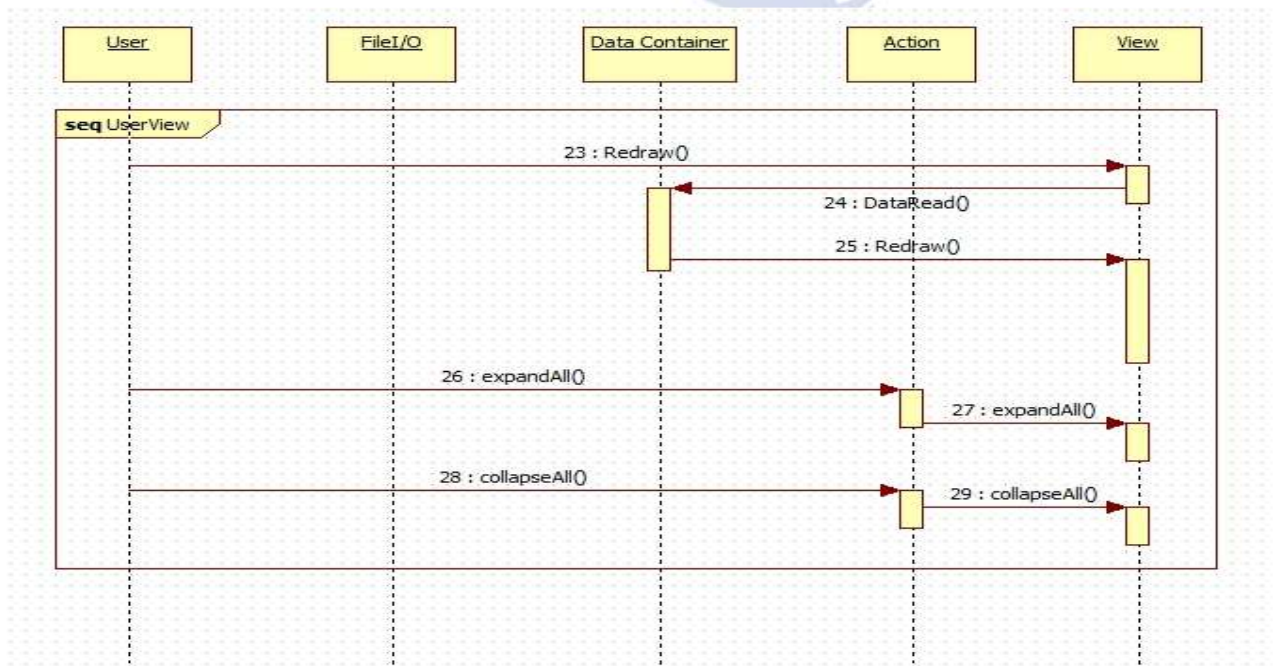 User
FileI/O
Data Container
Action
View
seq UserView
23 : Redraw()
24 : DataRead()
25 : Redraw()
26 : expandAll()
27 : expandAll()
28 : collapseAll()
29 : collapseAll()